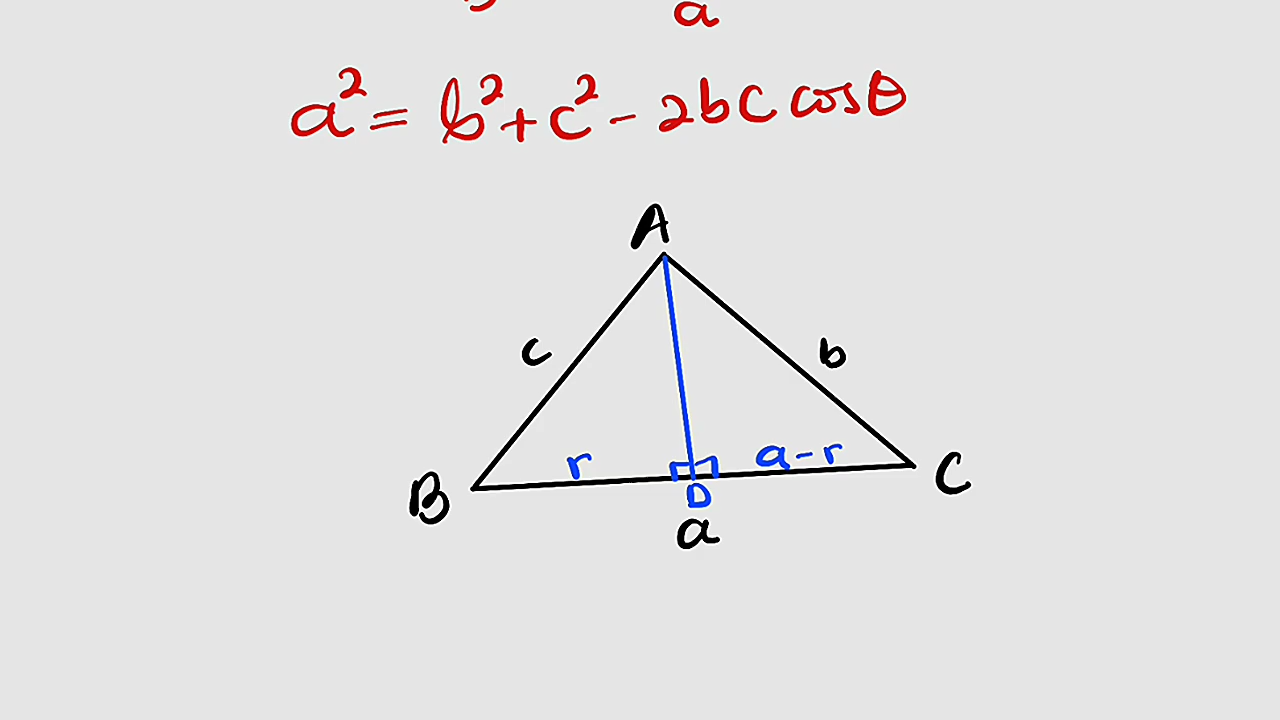 a
a² = b² + c² - 2bc cosθ
A
c b
r a-r
B C
D
a